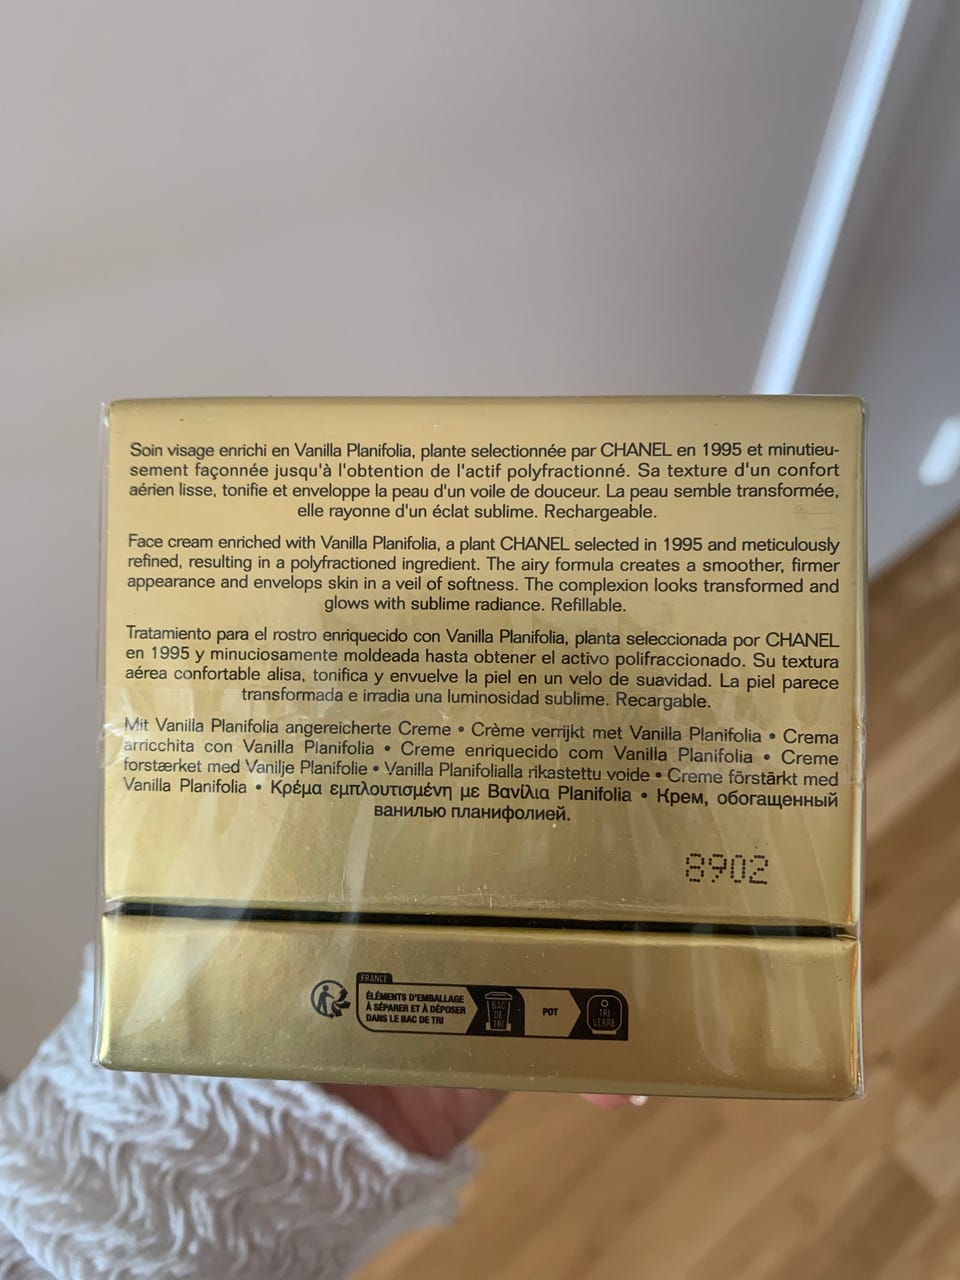 Soin visage enrichi en Vanilla Planifolia, plante selectionnée par CHANEL en 1995 et minutieu-
sement façonnée jusqu'à l'obtention de l'actif polyfractionné. Sa texture d'un confort
aérien lisse, tonifie et enveloppe la peau d'un voile de douceur. La peau semble transformée,
elle rayonne d'un éclat sublime. Rechargeable.
Face cream enriched with Vanilla Planifolia, a plant CHANEL selected in 1995 and meticulously
refined, resulting in a polyfractioned ingredient. The airy formula creates a smoother, firmer
appearance and envelops skin in a veil of softness. The complexion looks transformed and
glows with sublime radiance. Refillable.
Tratamiento para el rostro enriquecido con Vanilla Planifolia, planta seleccionada por CHANEL
en 1995 y minuciosamente moldeada hasta obtener el activo polifraccionado. Su textura
aérea confortable alisa, tonifica y envuelve la piel en un velo de suavidad. La piel parece
transformada e irradia una luminosidad sublime. Recargable.
Mit Vanilla Planifolia angereicherte Creme • Crème verrijkt met Vanilla Planifolia • Crema
arricchita con Vanilla Planifolia • Creme enriquecido com Vanilla Planifolia • Creme
forstærket med Vanilje Planifolie • Vanilla Planifolialla rikastettu voide • Creme förstärkt med
Vanilla Planifolia • Κρέμα εμπλουτισμένη με Βανίλια Planifolia • Крем, обогащенный
ванилью планифолией.
8902
FRANCE
ÉLÉMENTS D'EMBALLAGE
À SÉPARER ET À DÉPOSER
DANS LE BAC DE TRI
BAC
DE
TRI
POT
TRI
VERRE